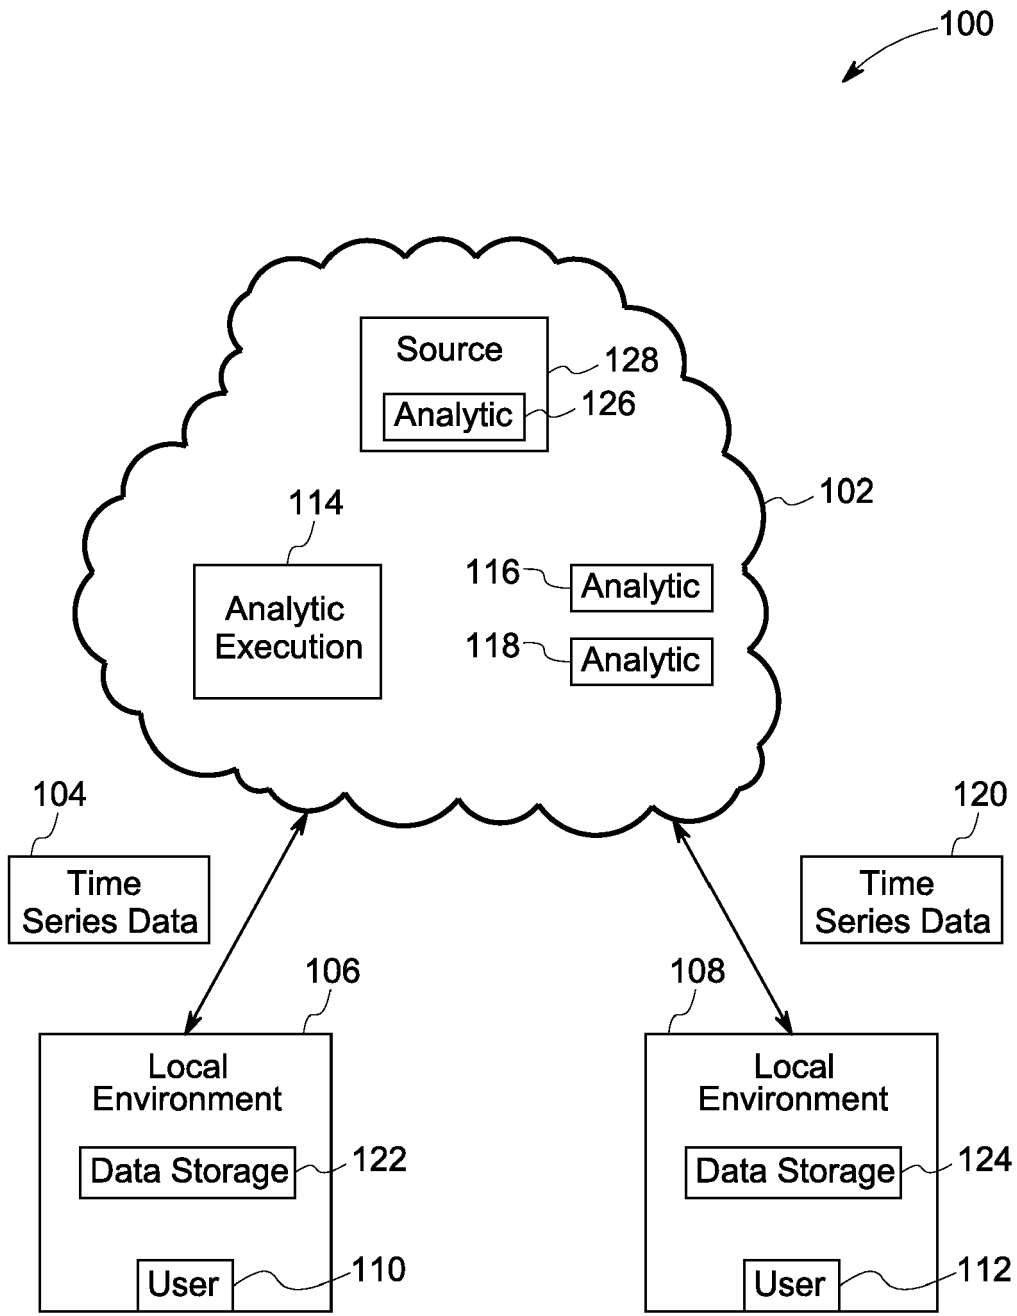 100
Source
128
Analytic
126
102
114
116
Analytic
Analytic
Execution
118
Analytic
104
120
Time
Series Data
Time
Series Data
106
108
Local
Environment
Local
Environment
Data Storage
122
Data Storage
124
User
110
User
112